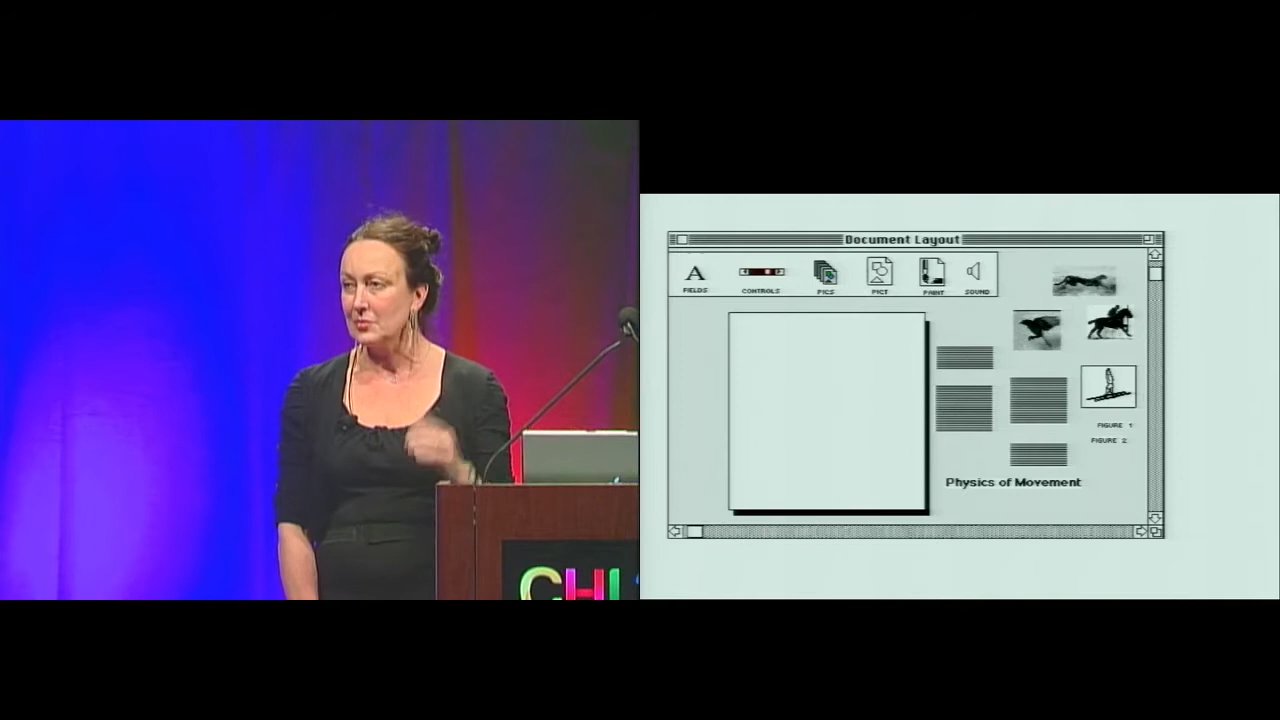 CHI
Document Layout
A
FIELDS
CONTROLS
PICS
PICT
PAINT
SOUND
FIGURE 1
FIGURE 2
Physics of Movement